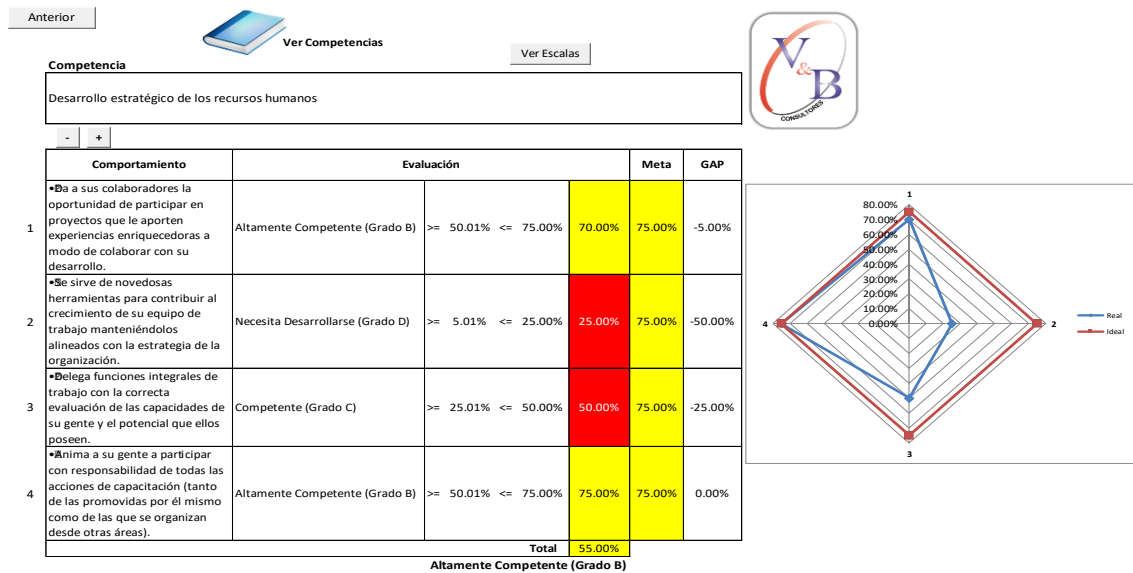 Anterior
Ver Competencias
Ver Escalas
Competencia
Desarrollo estratégico de los recursos humanos
- +
Comportamiento Evaluación Meta GAP
1
•Da a sus colaboradores la
oportunidad de participar en
proyectos que le aporten
experiencias enriquecedoras a
modo de colaborar con su
desarrollo.
Altamente Competente (Grado B) >= 50.01% <= 75.00% 70.00% 75.00% -5.00%
2
•Se sirve de novedosas
herramientas para contribuir al
crecimiento de su equipo de
trabajo manteniéndolos
alineados con la estrategia de la
organización.
Necesita Desarrollarse (Grado D) >= 5.01% <= 25.00% 25.00% 75.00% -50.00%
3
•Delega funciones integrales de
trabajo con la correcta
evaluación de las capacidades de
su gente y el potencial que ellos
poseen.
Competente (Grado C) >= 25.01% <= 50.00% 50.00% 75.00% -25.00%
4
•Anima a su gente a participar
con responsabilidad de todas las
acciones de capacitación (tanto
de las promovidas por él mismo
como de las que se organizan
desde otras áreas).
Altamente Competente (Grado B) >= 50.01% <= 75.00% 75.00% 75.00% 0.00%
Total 55.00%
Altamente Competente (Grado B)
V&B
CONSULTORES
1
80.00%
70.00%
60.00%
50.00%
40.00%
30.00%
20.00%
10.00%
0.00%
4
2
3
Real
Ideal